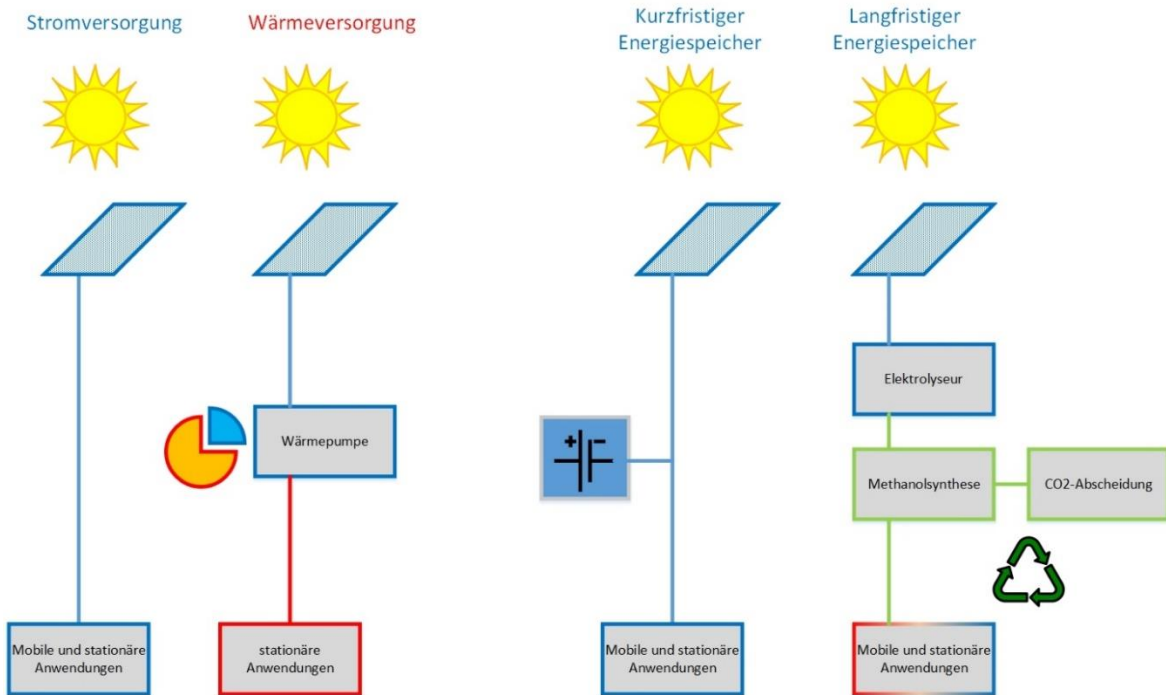 Stromversorgung
Wärmeversorgung
Kurzfristiger
Energiespeicher
Langfristiger
Energiespeicher
Elektrolyseur
Wärmepumpe
+ -
Methanolsynthese
CO2-Abscheidung
Mobile und stationäre
Anwendungen
stationäre
Anwendungen
Mobile und stationäre
Anwendungen
Mobile und stationäre
Anwendungen